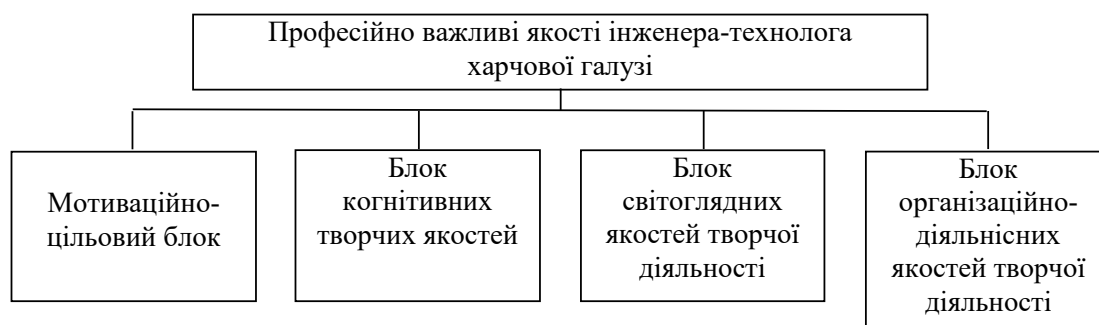 Професійно важливі якості інженера-технолога
харчової галузі
Мотиваційно-
цільовий блок
Блок
когнітивних
творчих якостей
Блок
світоглядних
якостей творчої
діяльності
Блок
організаційно-
діяльнісних
якостей творчої
діяльності